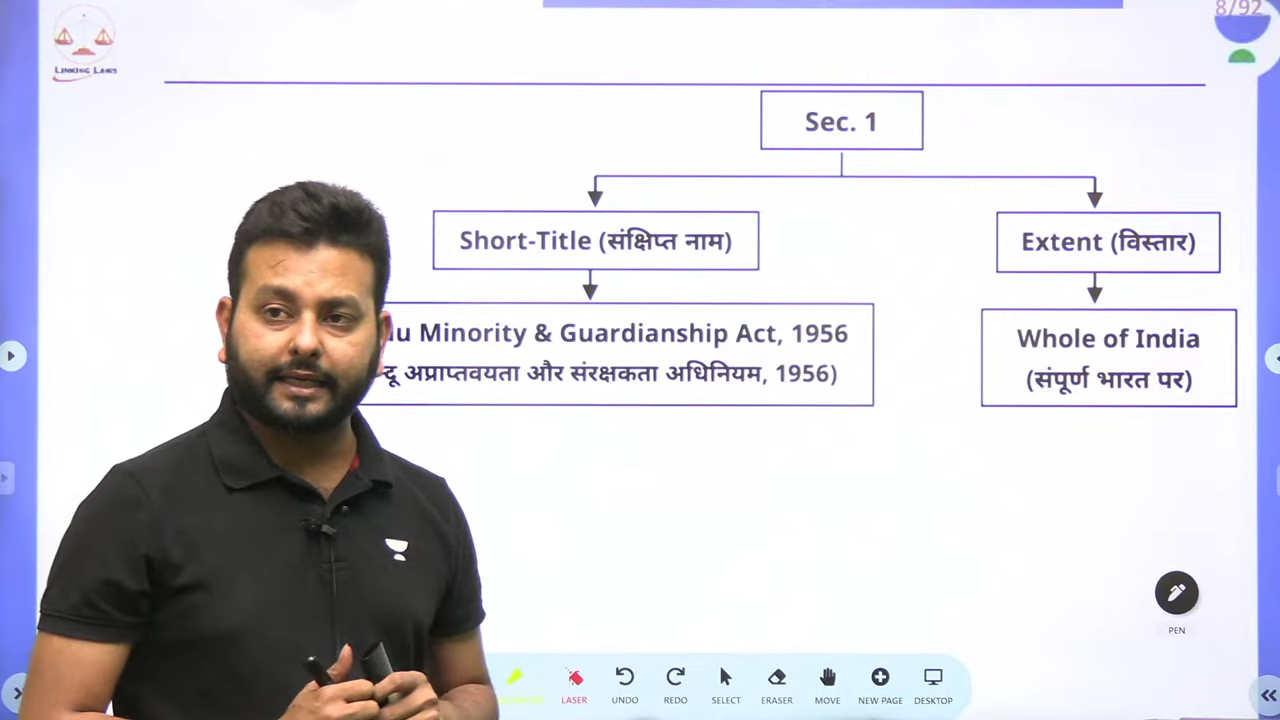 8/92
LINKING LAWS
Sec. 1
Short-Title (संक्षिप्त नाम)
Extent (विस्तार)
Minority & Guardianship Act, 1956
अप्राप्तवयता और संरक्षकता अधिनियम, 1956)
Whole of India
(संपूर्ण भारत पर)
PEN
LASER
UNDO
REDO
SELECT
ERASER
MOVE
NEW PAGE
DESKTOP